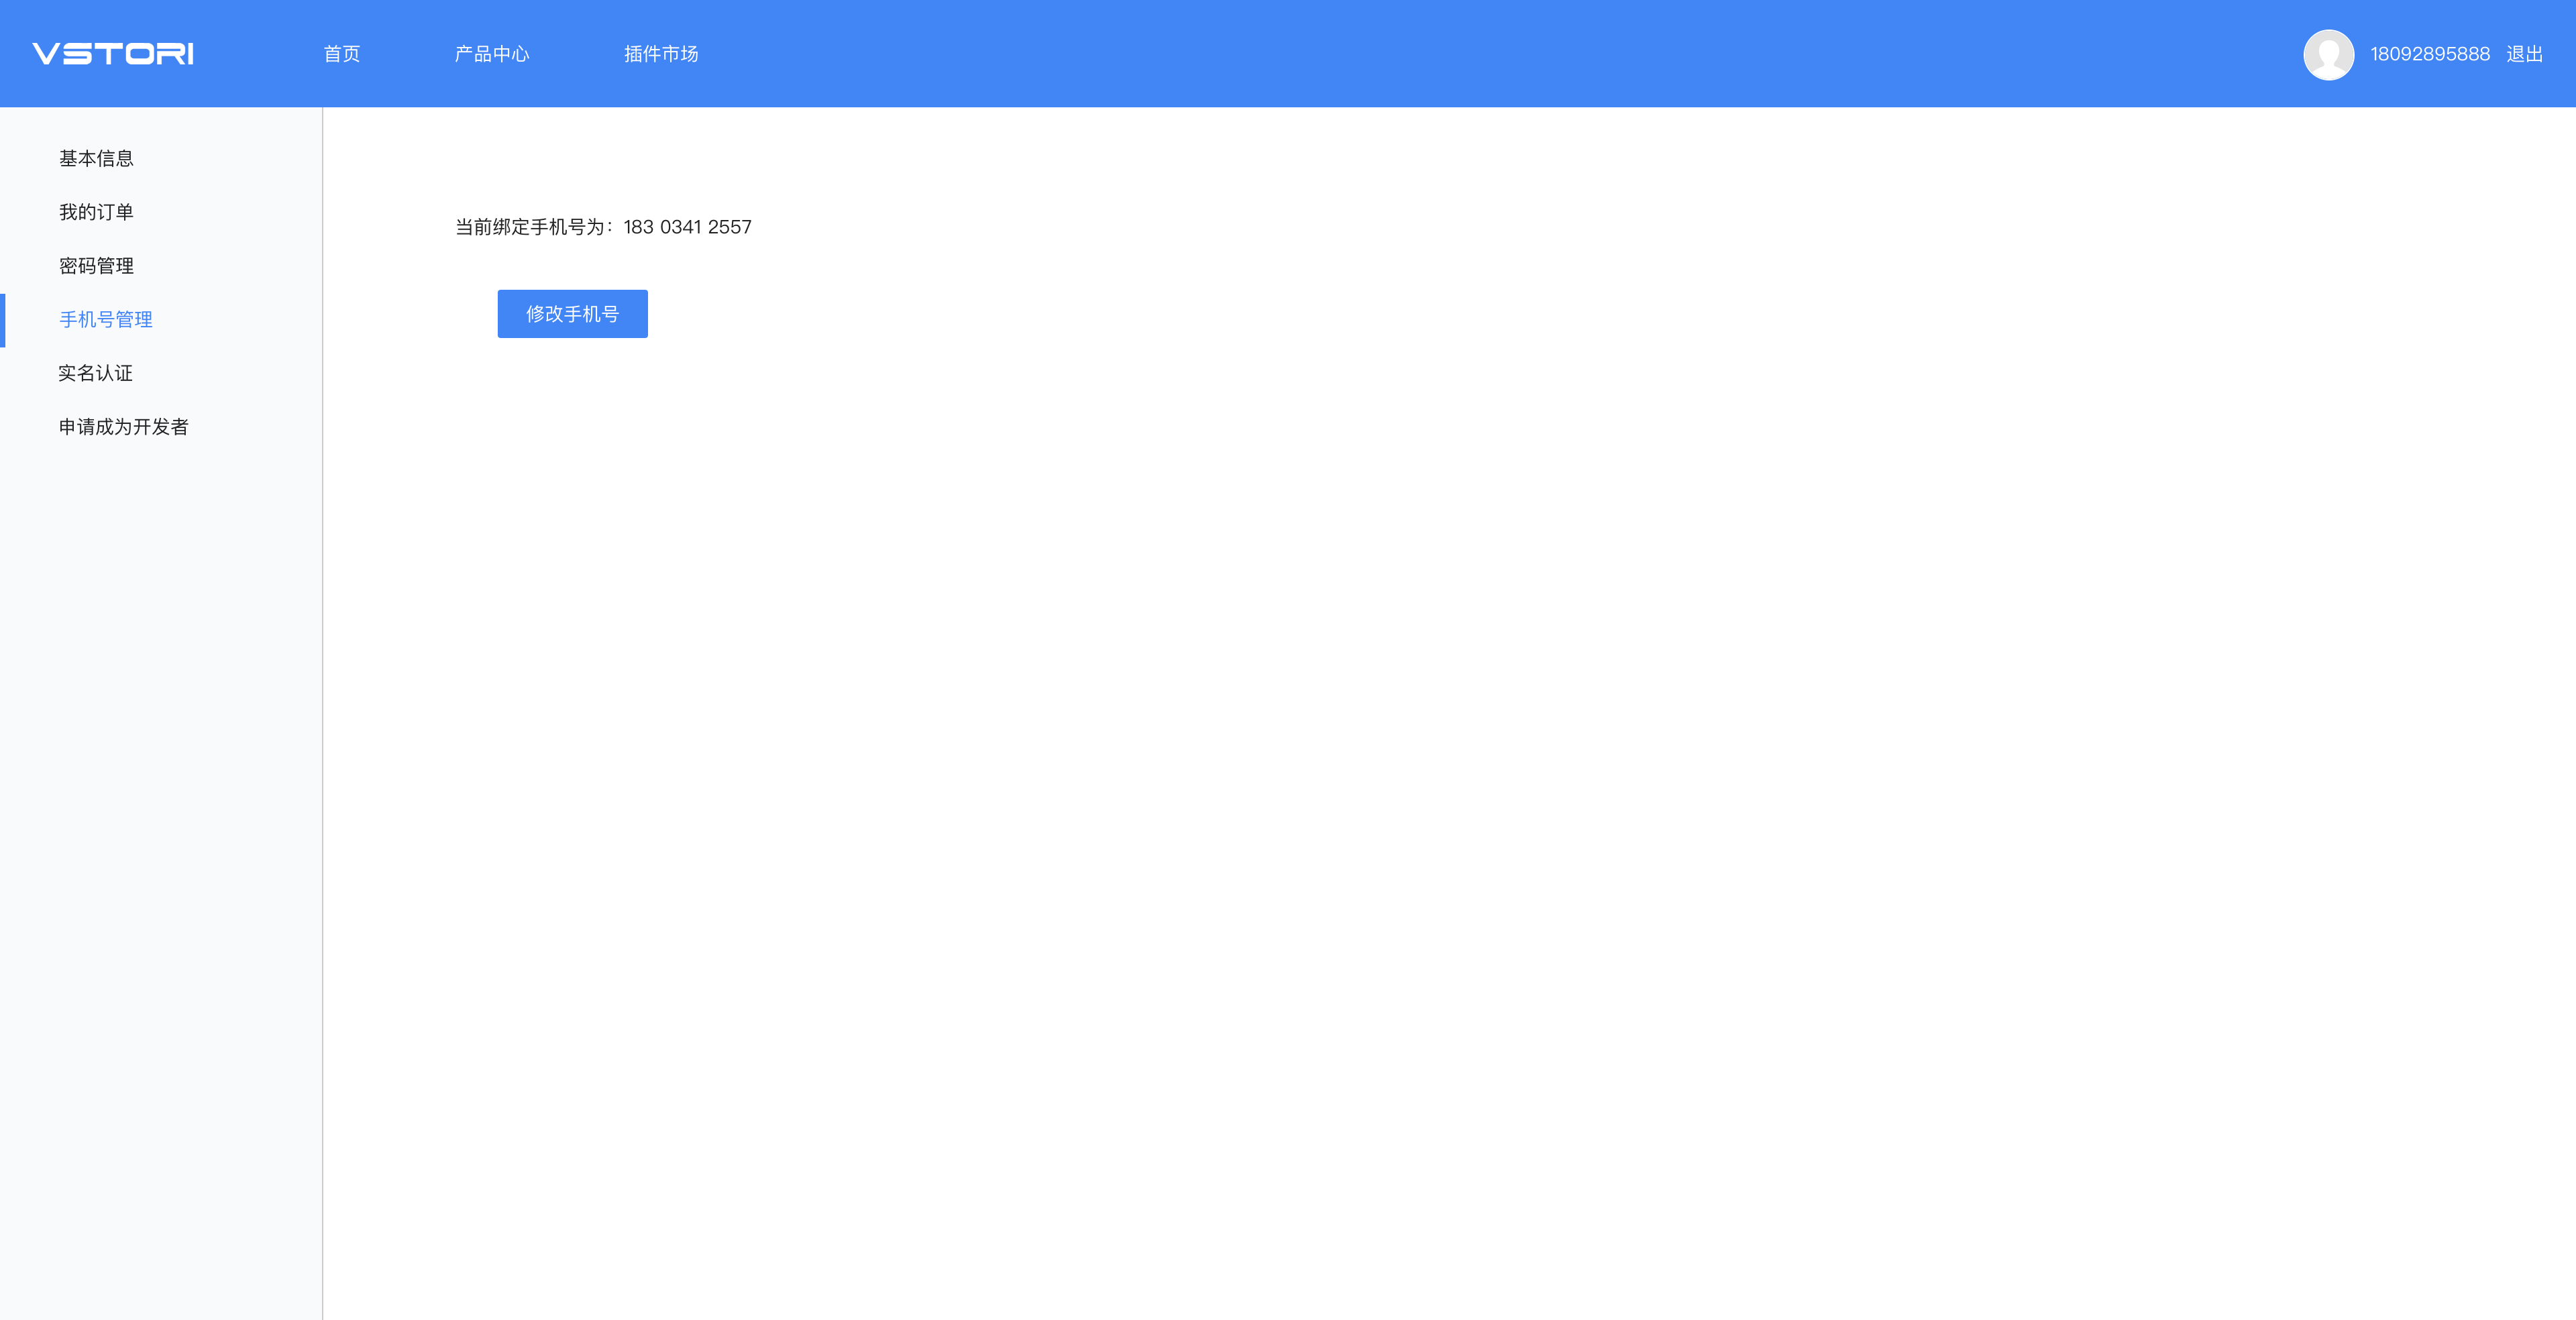 VSTORI 首页 产品中心 插件市场 18092895888 退出
基本信息
我的订单
密码管理
手机号管理
实名认证
申请成为开发者
当前绑定手机号为：183 0341 2557
修改手机号